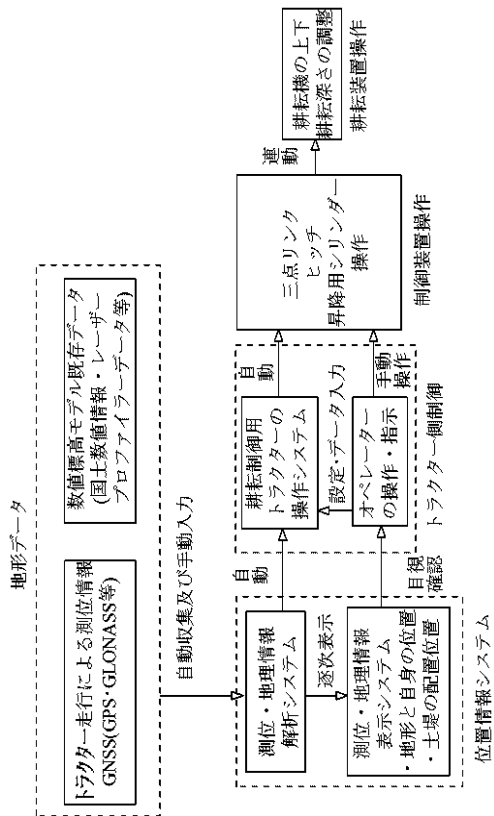 地形データ
トラクター走行による測位情報
GNSS(GPS・GLONASS等)
数値標高モデル既存データ
(国土数値情報・レーザー
プロファイラーデータ等)
自動収集及び手動入力
測位・地理情報
解析システム
逐次表示
測位・地理情報
表示システム
・地形と自身の位置
・土堤の配置位置
位置情報システム
自動
目視
確認
耕耘制御用
トラクターの
操作システム
設定・データ入力
オペレーター
の操作・指示
トラクター側制御
自動
手動
操作
三点リンク
ヒッチ
昇降用シリンダー
操作
制御装置操作
連動
耕耘機の上下
耕耘深さの調整
耕耘装置操作